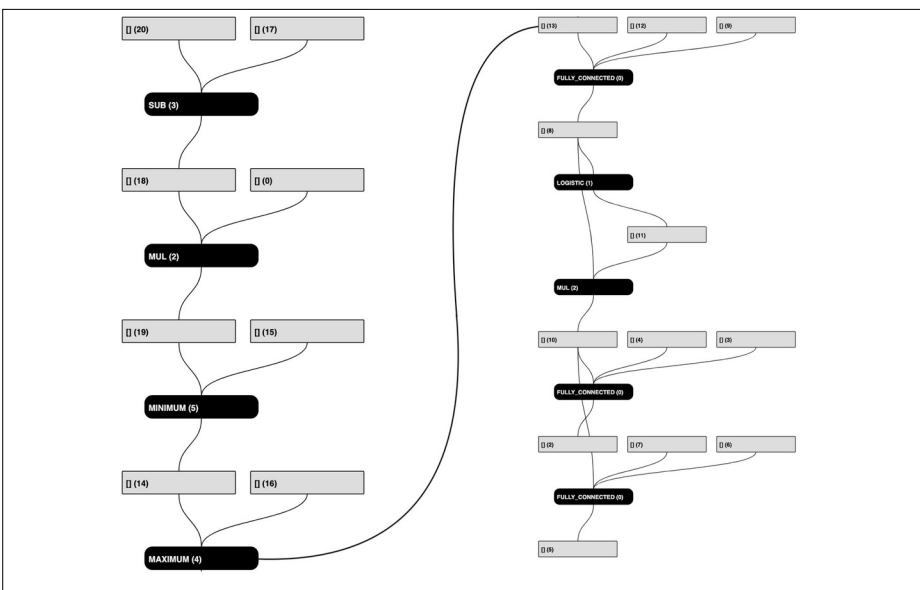 [] (20) [] (17)
SUB (3)
[] (18) [] (0)
MUL (2)
[] (19) [] (15)
MINIMUM (5)
[] (14) [] (16)
MAXIMUM (4)
[] (13) [] (12) [] (9)
FULLY_CONNECTED (0)
[] (8)
LOGISTIC (1)
[] (11)
MUL (2)
[] (10) [] (4) [] (3)
FULLY_CONNECTED (0)
[] (2) [] (7) [] (6)
FULLY_CONNECTED (0)
[] (5)